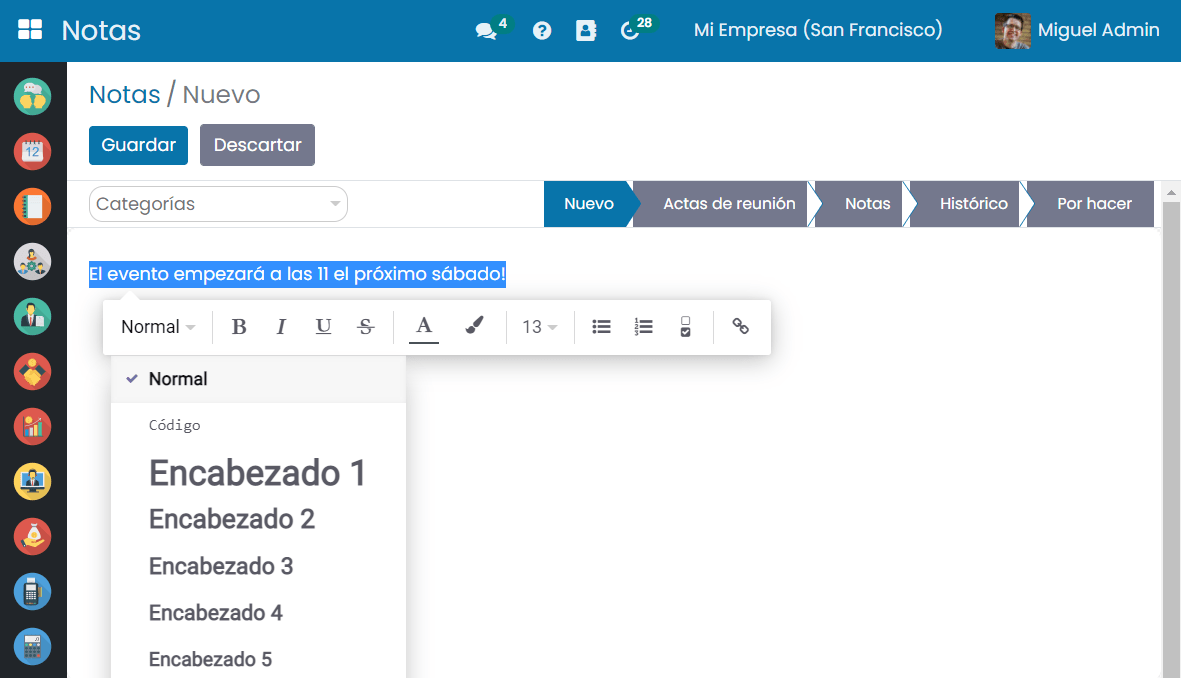 Notas
4
28
Mi Empresa (San Francisco)
Miguel Admin
Notas / Nuevo
Guardar
Descartar
Categorías
Nuevo
Actas de reunión
Notas
Histórico
Por hacer
El evento empezará a las 11 el próximo sábado!
Normal
B
I
U
S
A
13
Normal
Código
Encabezado 1
Encabezado 2
Encabezado 3
Encabezado 4
Encabezado 5
12